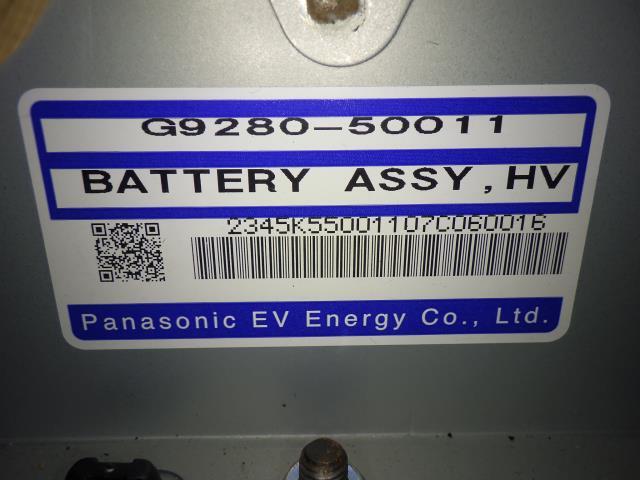 G9280-50011
BATTERY ASSY, HV
2345K55001107C060016
Panasonic EV Energy Co., Ltd.